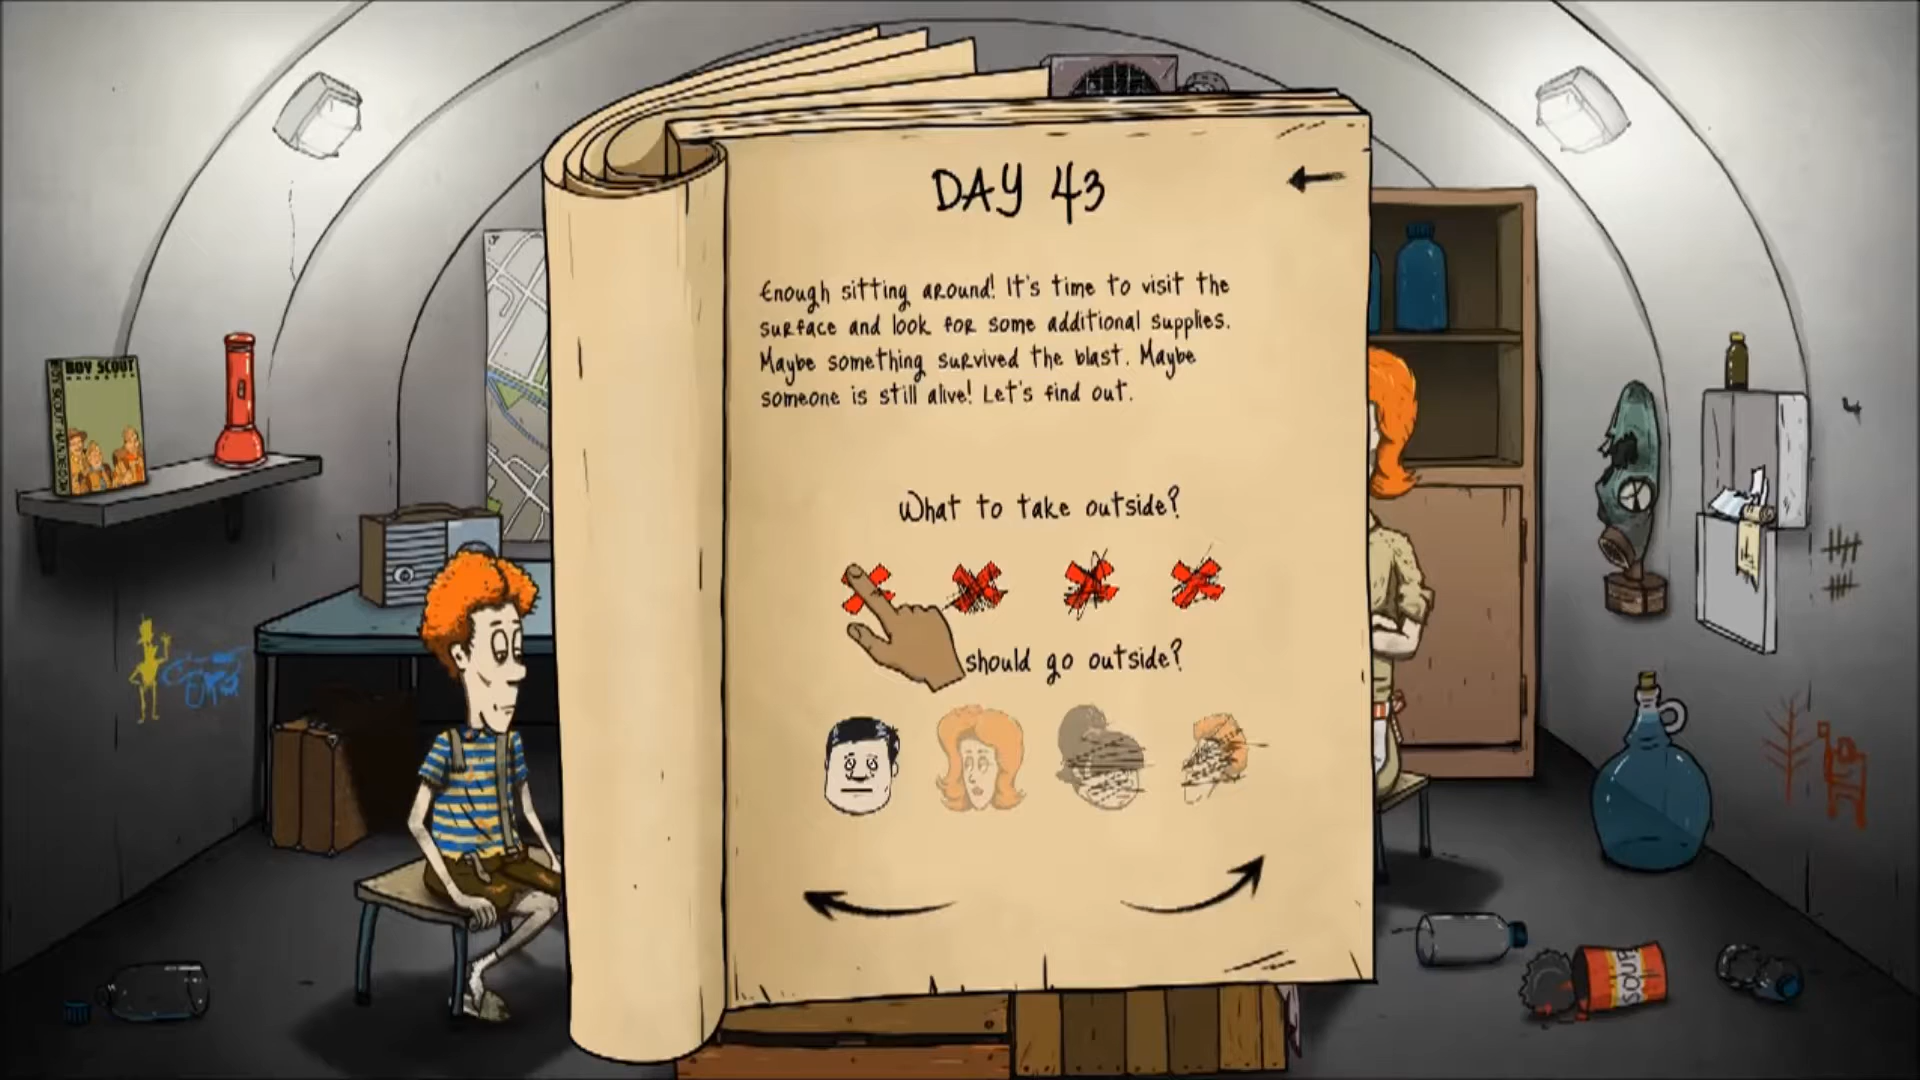 DAY 43
Enough sitting around! It's time to visit the
surface and look for some additional supplies.
Maybe something survived the blast. Maybe
someone is still alive! Let's find out.
What to take outside?
should go outside?
BOY SCOUT
SOUP